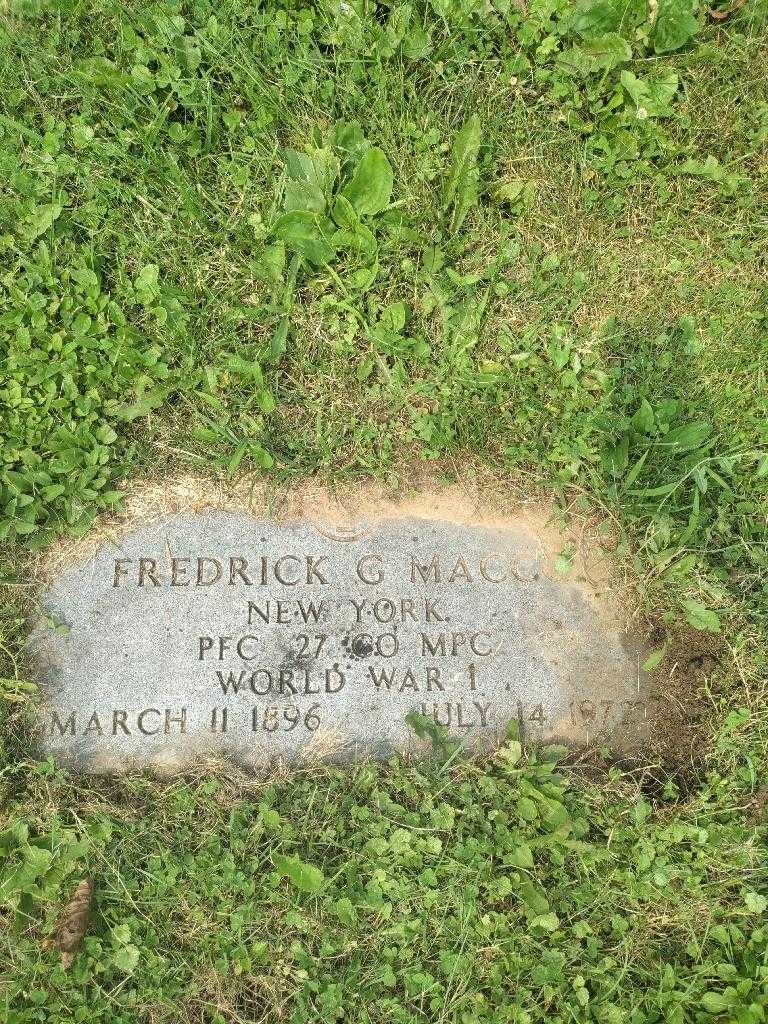 FREDRICK G
NEW YORK
PFC 27 CO MPC
WORLD WAR I
MARCH 11 1896 JULY 14